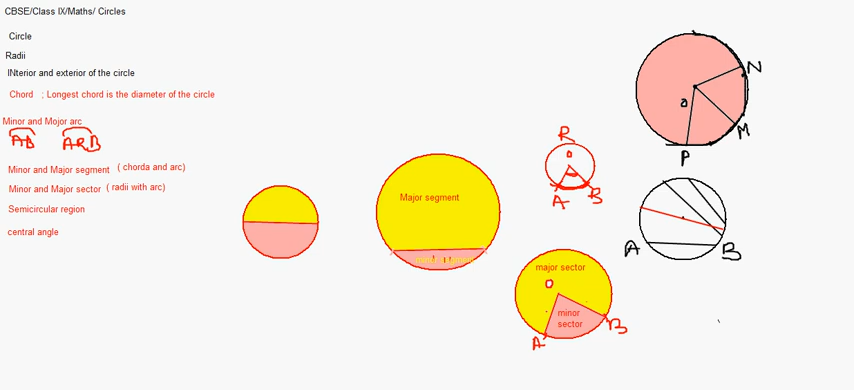 CBSE/Class IX/Maths/ Circles
Circle
Radii
INterior and exterior of the circle
Chord ; Longest chord is the diameter of the circle
Minor and Mojor arc
AB ARB
Minor and Major segment ( chorda and arc)
Minor and Major sector ( radii with arc)
Semicircular region
central angle
Major segment
R
O
A B
major sector
O
minor
sector
A B
N
O
M
P
A B